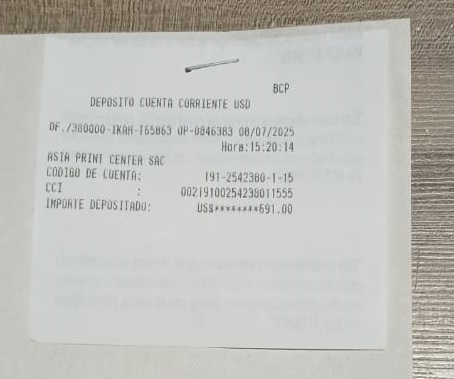 BCP
DEPOSITO CUENTA CORRIENTE USD
OF./380000-IKAH-T65863 OP-0846383 08/07/2025
Hora:15:20:14
ASIA PRINT CENTER SAC
CODIGO DE CUENTA: 191-2542380-1-15
CCI : 00219100254238011555
IMPORTE DEPOSITADO: US$********691.00